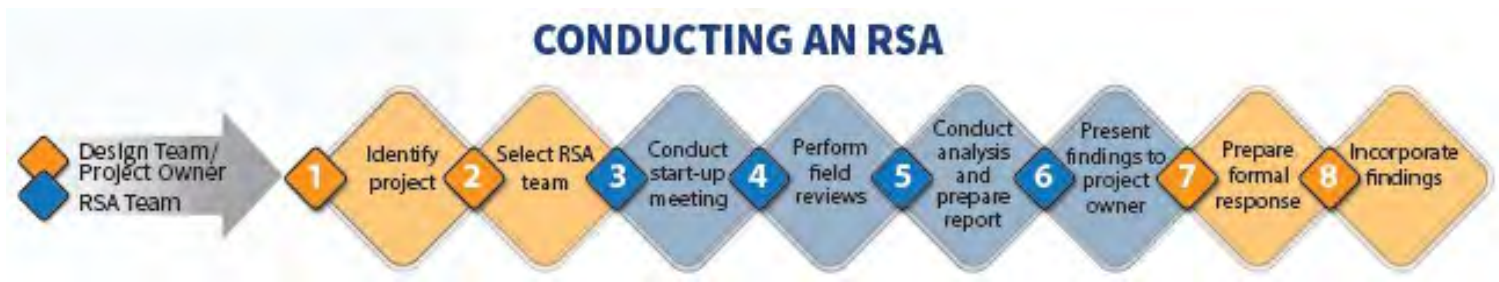 CONDUCTING AN RSA
Design Team/
Project Owner
RSA Team
1
Identify
project
2
Select RSA
team
3
Conduct
start-up
meeting
4
Perform
field
reviews
5
Conduct
analysis
and
prepare
report
6
Present
findings to
project
owner
7
Prepare
formal
response
8
Incorporate
findings